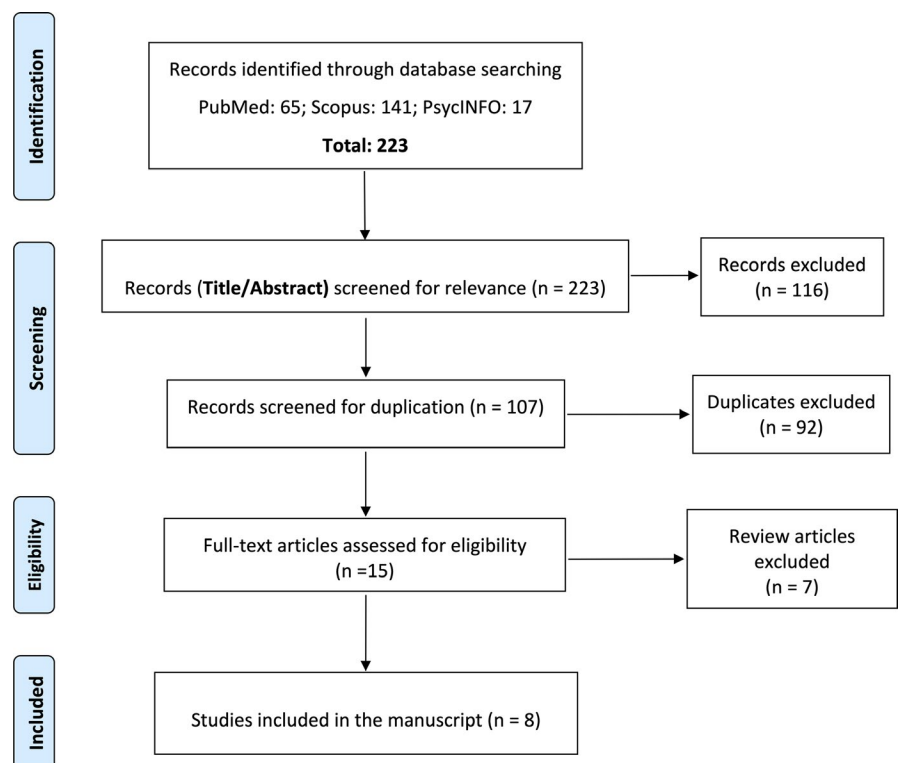 Identification
Records identified through database searching
PubMed: 65; Scopus: 141; PsycINFO: 17
Total: 223
Screening
Records (Title/Abstract) screened for relevance (n = 223)
Records excluded
(n = 116)
Records screened for duplication (n = 107)
Duplicates excluded
(n = 92)
Eligibility
Full-text articles assessed for eligibility
(n =15)
Review articles
excluded
(n = 7)
Included
Studies included in the manuscript (n = 8)